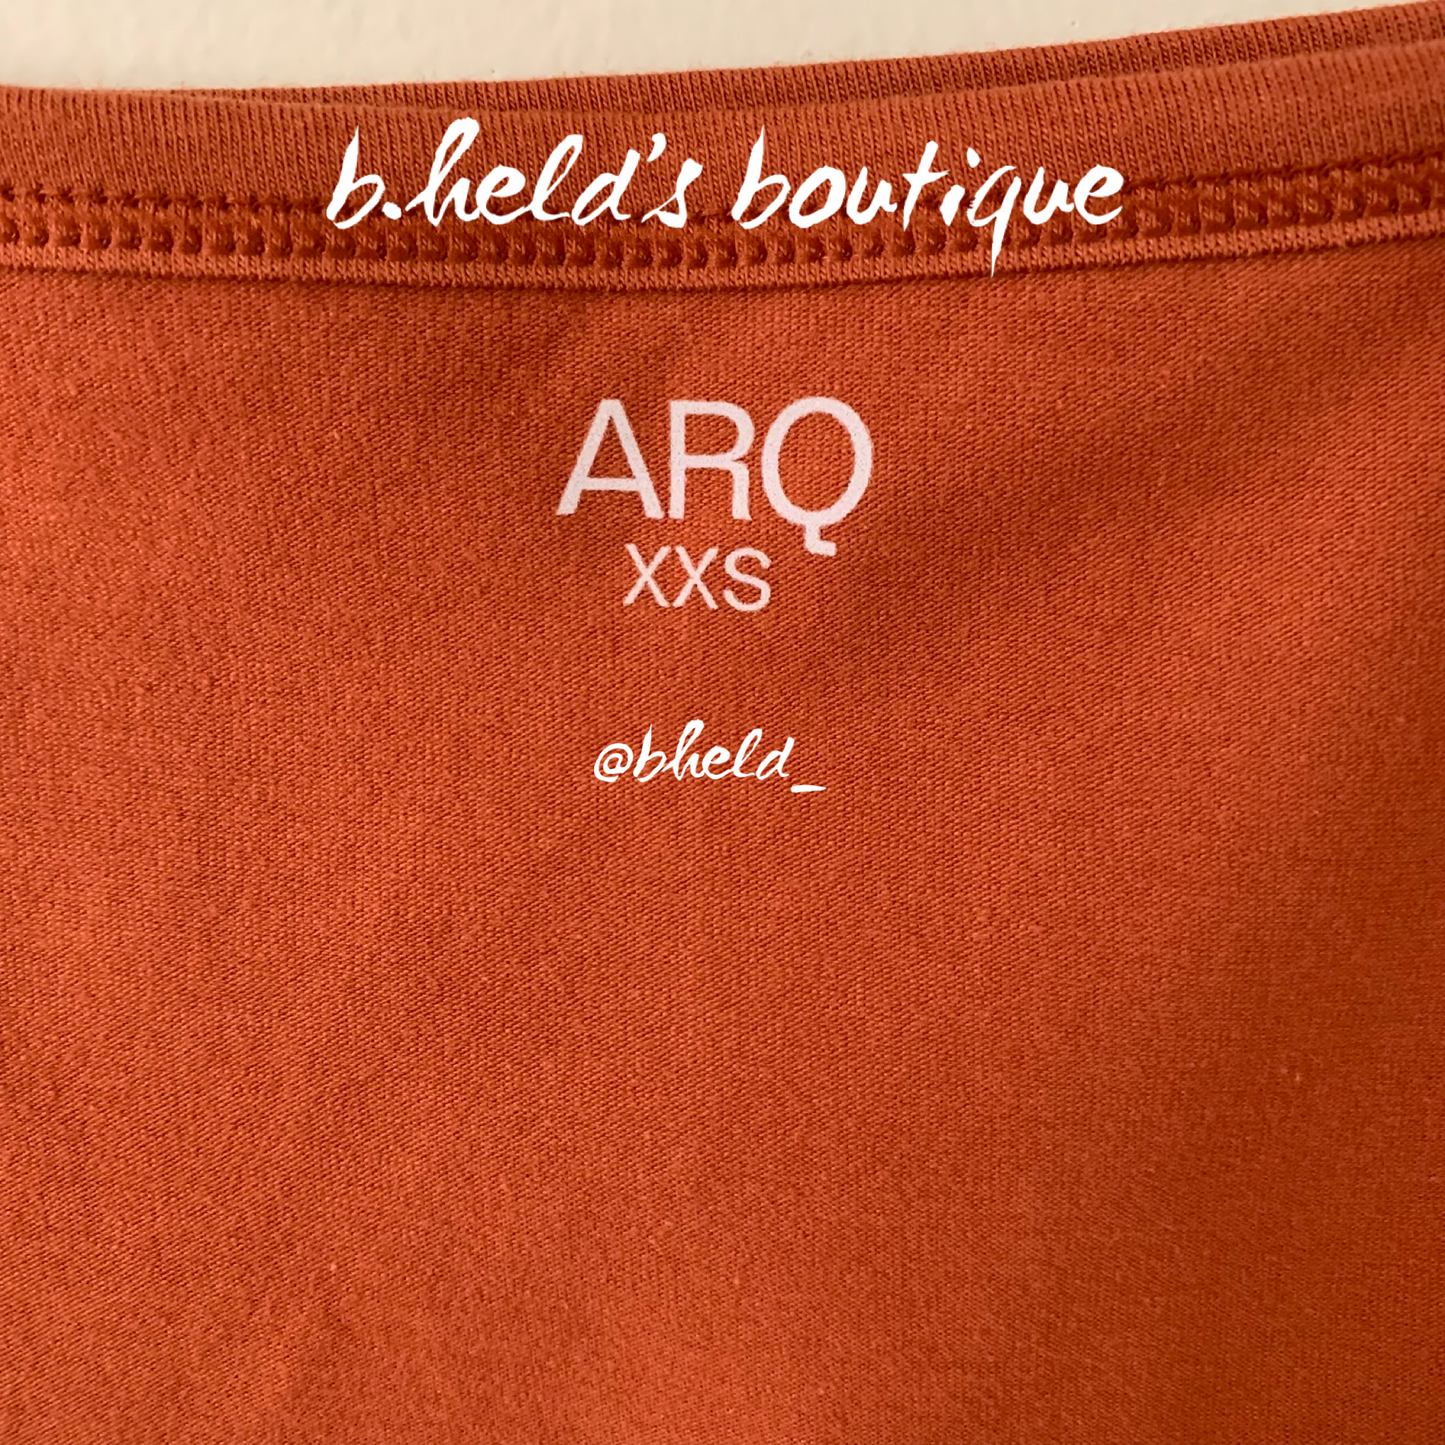 b.held's boutique
ARQ
XXS
@bheld_